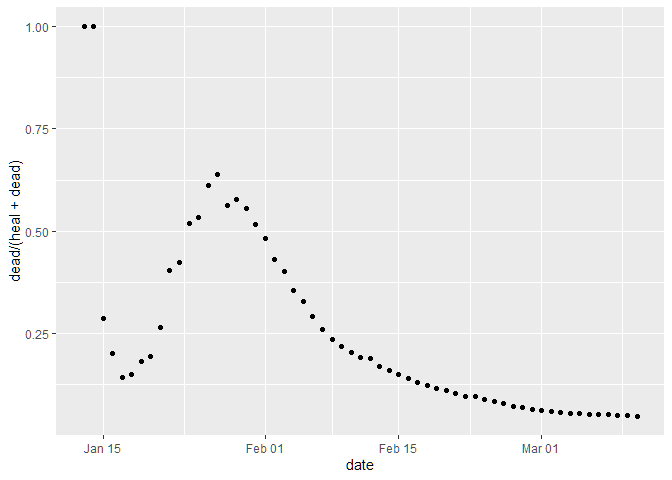 1.00
0.75
0.50
0.25
dead/(heal + dead)
Jan 15
Feb 01
Feb 15
Mar 01
date